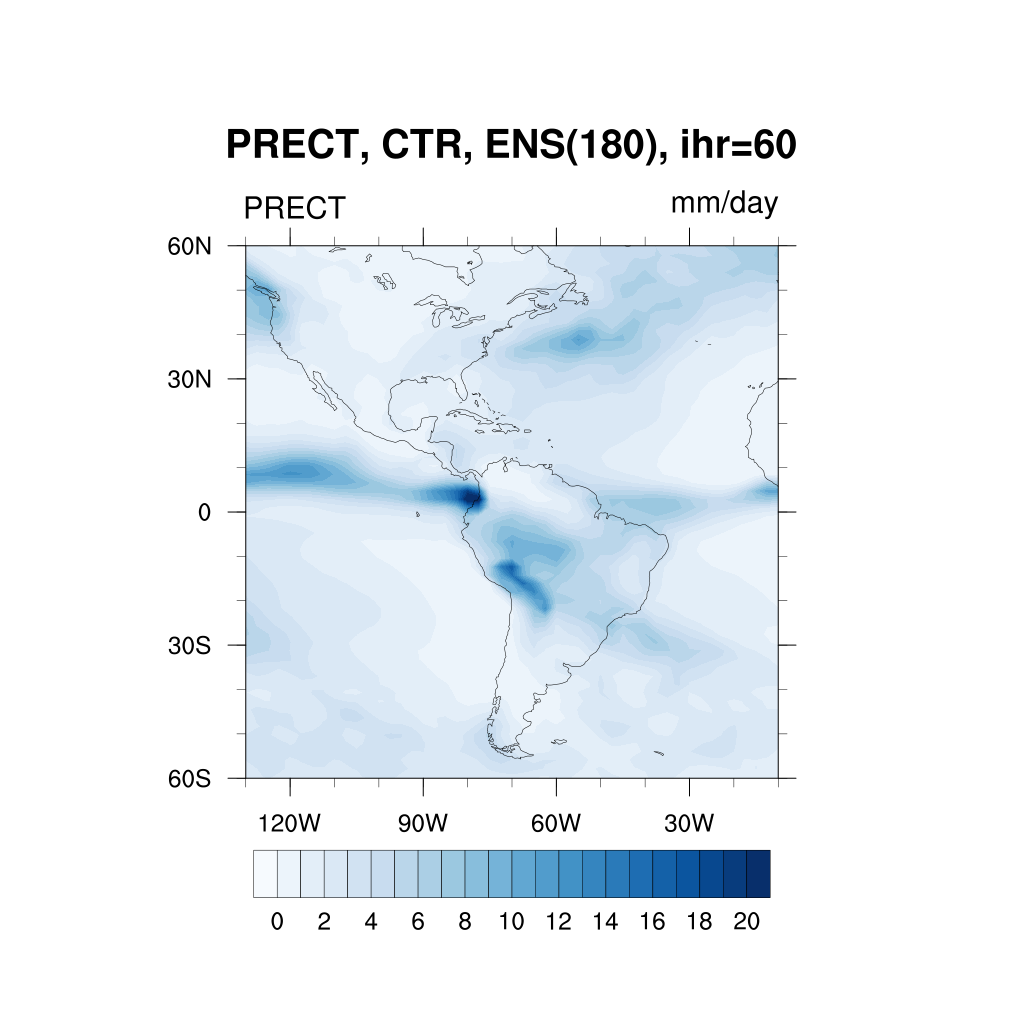 PRECT, CTR, ENS(180), ihr=60
PRECT mm/day
60N
30N
0
30S
60S
120W 90W 60W 30W
0 2 4 6 8 10 12 14 16 18 20